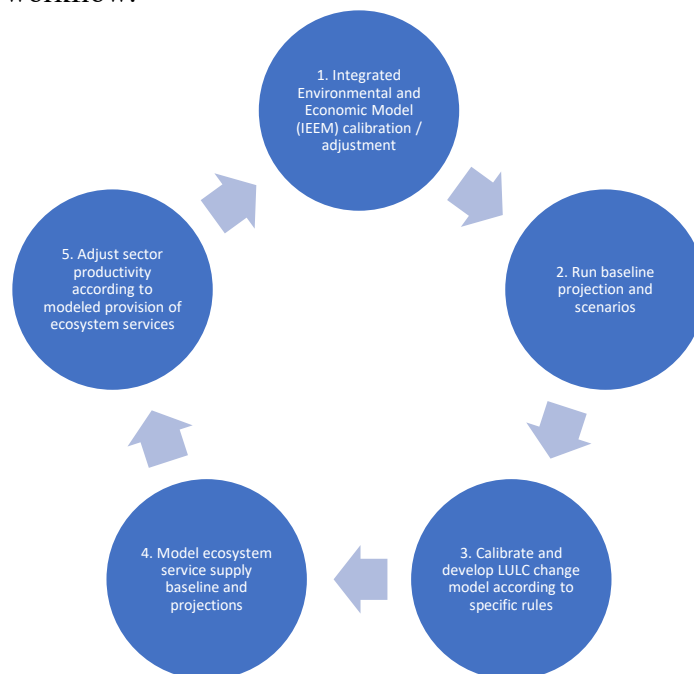 workflow.
1. Integrated
Environmental and
Economic Model
(IEEM) calibration /
adjustment
2. Run baseline
projection and
scenarios
3. Calibrate and
develop LULC change
model according to
specific rules
4. Model ecosystem
service supply
baseline and
projections
5. Adjust sector
productivity
according to
modeled provision of
ecosystem services